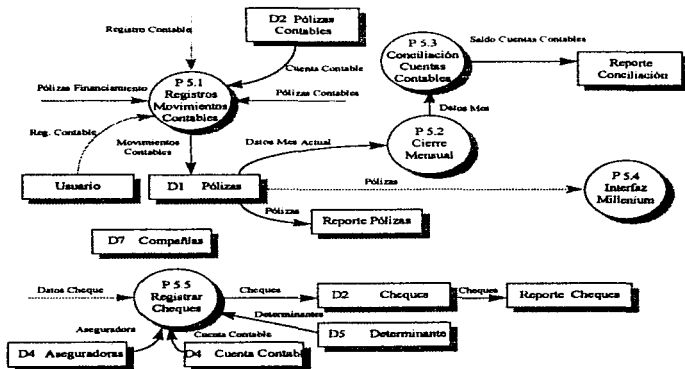 D2 Pólizas
Contables
Registro Contable
P 5.3
Conciliación
Cuentas
Contables
Saldo Cuentas Contables
Reporte
Conciliación
P 5.1
Registros
Movimientos
Contables
Cuenta Contable
Pólizas Financiamiento
Pólizas Contables
Datos Mes
Reg. Contable
Movimientos
Contables
Datos Mes Actual
P 5.2
Cierre
Mensual
Usuario
D1 Pólizas
Pólizas
P 5.4
Interfaz
Millenium
Pólizas
Reporte Pólizas
D7 Compañías
Datos Cheque
P 5.5
Registrar
Cheques
Cheques
D2 Cheques
Cheques
Reporte Cheques
Determinantes
Aseguradora
Cuenta Contable
D5 Determinante
D4 Aseguradoras
D4 Cuenta Contabl